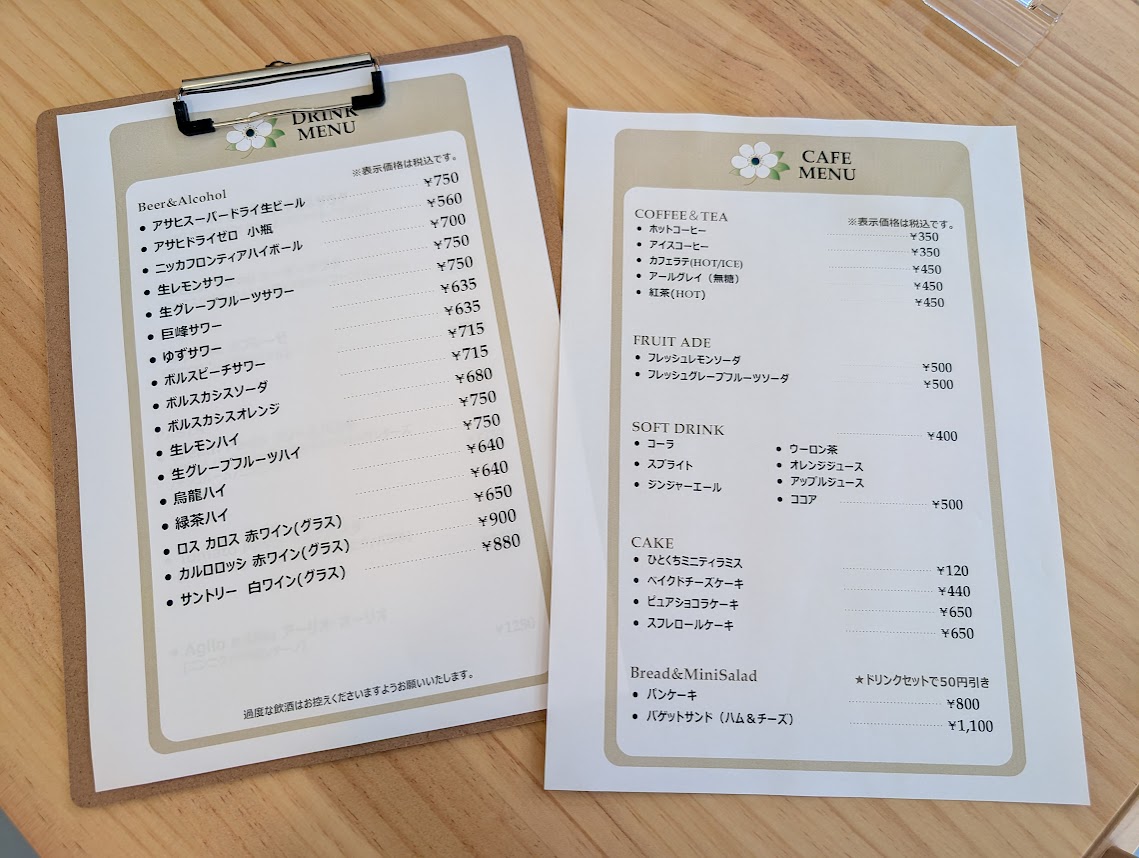 DRINK
MENU
※表示価格は税込です。
Beer&Alcohol
• アサヒスーパードライ生ビール ¥750
• アサヒドライゼロ 小瓶 ¥560
• ニッカフロンティアハイボール ¥700
• 生レモンサワー ¥750
• 生グレープフルーツサワー ¥750
• 巨峰サワー ¥635
• ゆずサワー ¥635
• ボルスピーチサワー ¥715
• ボルスカシスソーダ ¥715
• ボルスカシスオレンジ ¥680
• 生レモンハイ ¥750
• 生グレープフルーツハイ ¥750
• 烏龍ハイ ¥640
• 緑茶ハイ ¥640
• ロス カロス 赤ワイン(グラス) ¥650
• カルロロッシ 赤ワイン(グラス) ¥900
• サントリー 白ワイン(グラス) ¥880
過度な飲酒はお控えくださいますようお願いいたします。
CAFE
MENU
COFFEE&TEA ※表示価格は税込です。
• ホットコーヒー ¥350
• アイスコーヒー ¥350
• カフェラテ(HOT/ICE) ¥450
• アールグレイ（無糖） ¥450
• 紅茶(HOT) ¥450
FRUIT ADE
• フレッシュレモンソーダ ¥500
• フレッシュグレープフルーツソーダ ¥500
SOFT DRINK ¥400
• コーラ
• スプライト
• ジンジャーエール
• ウーロン茶
• オレンジジュース
• アップルジュース
• ココア ¥500
CAKE
• ひとくちミニティラミス ¥120
• ベイクドチーズケーキ ¥440
• ピュアショコラケーキ ¥650
• スフレロールケーキ ¥650
Bread&MiniSalad ★ドリンクセットで50円引き
• パンケーキ ¥800
• バゲットサンド（ハム＆チーズ） ¥1,100